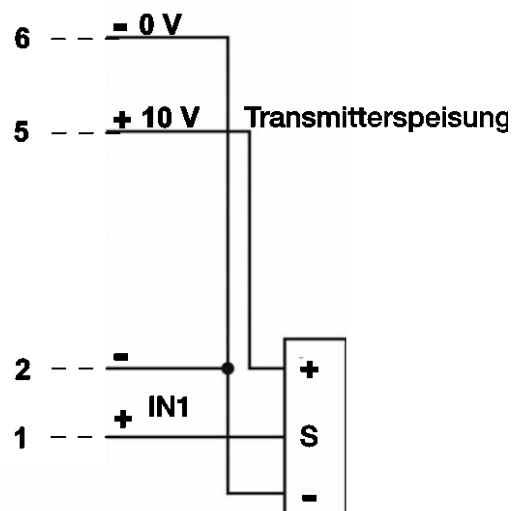 6 - 0 V
5 + 10 V Transmitterspeisung
2 - +
+ IN1
1 S
-